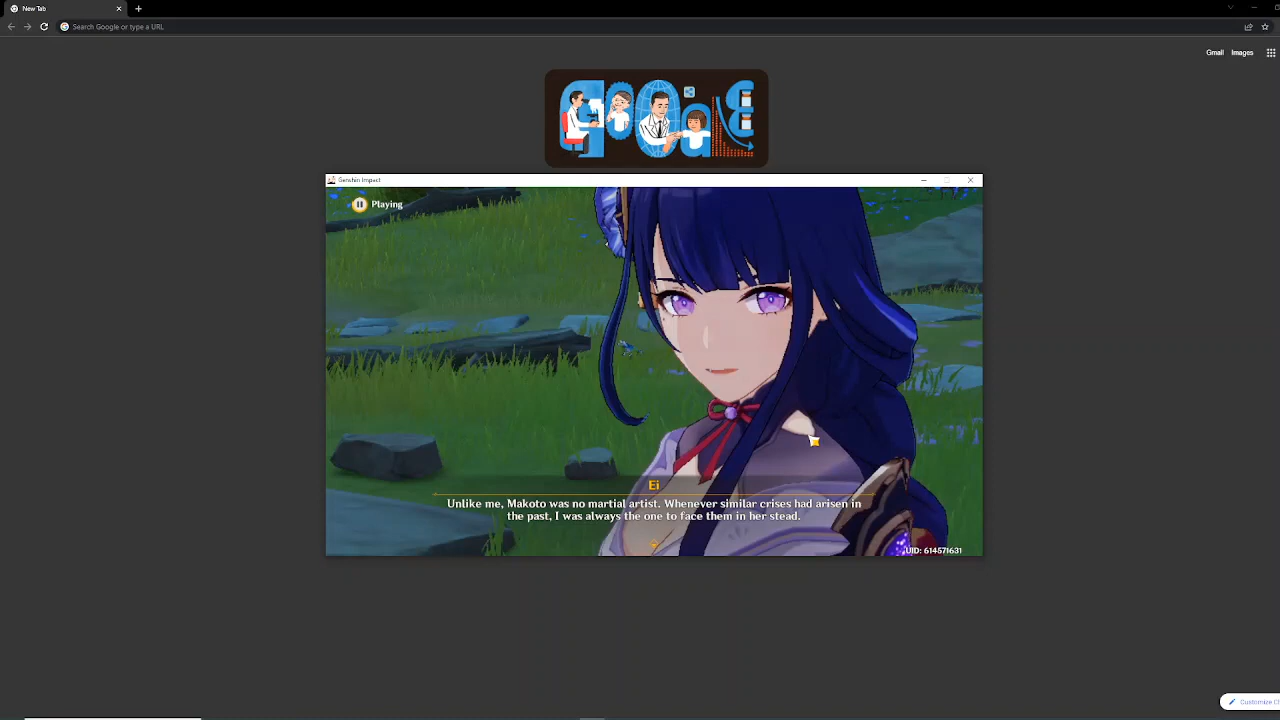 New Tab
Search Google or type a URL
Gmail Images
Genshin Impact
Playing
Ei
Unlike me, Makoto was no martial artist. Whenever similar crises had arisen in
the past, I was always the one to face them in her stead.
UID: 614571631
Customize